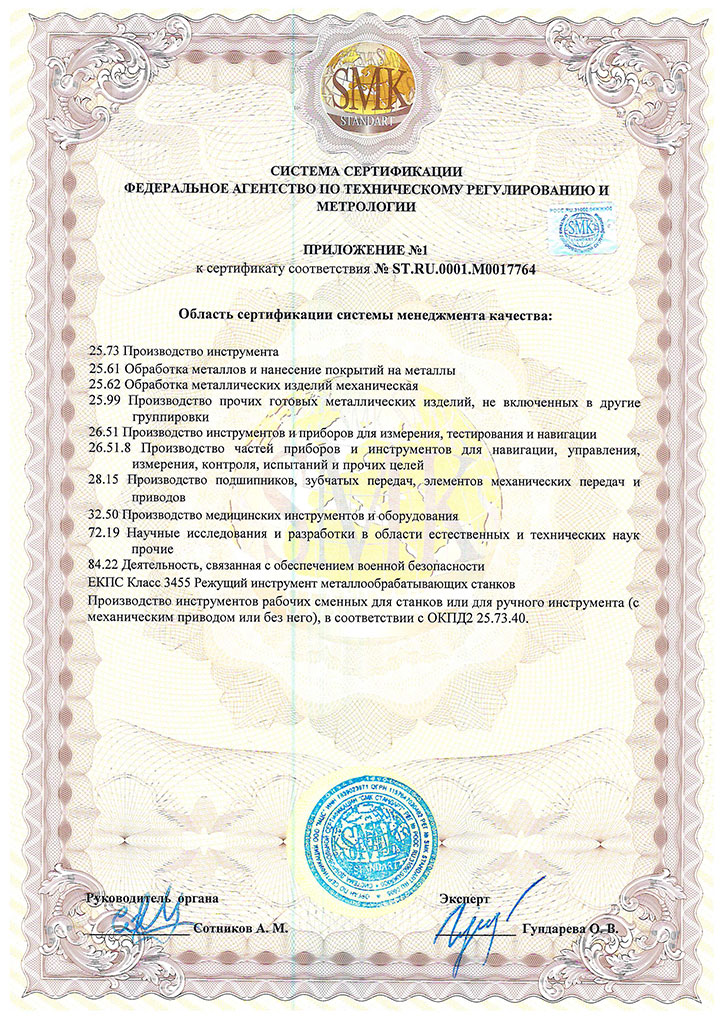 SMK
STANDART
СИСТЕМА СЕРТИФИКАЦИИ
ФЕДЕРАЛЬНОЕ АГЕНТСТВО ПО ТЕХНИЧЕСКОМУ РЕГУЛИРОВАНИЮ И
МЕТРОЛОГИИ
SMK
ПРИЛОЖЕНИЕ №1
к сертификату соответствия № ST.RU.0001.M0017764
Область сертификации системы менеджмента качества:
25.73 Производство инструмента
25.61 Обработка металлов и нанесение покрытий на металлы
25.62 Обработка металлических изделий механическая
25.99 Производство прочих готовых металлических изделий, не включенных в другие
группировки
26.51 Производство инструментов и приборов для измерения, тестирования и навигации
26.51.8 Производство частей приборов и инструментов для навигации, управления,
измерения, контроля, испытаний и прочих целей
28.15 Производство подшипников, зубчатых передач, элементов механических передач и
приводов
32.50 Производство медицинских инструментов и оборудования
72.19 Научные исследования и разработки в области естественных и технических наук
прочие
84.22 Деятельность, связанная с обеспечением военной безопасности
ЕКПС Класс 3455 Режущий инструмент металлообрабатывающих станков
Производство инструментов рабочих сменных для станков или для ручного инструмента (с
механическим приводом или без него), в соответствии с ОКПД2 25.73.40.
SMK
SMK
STANDART
Руководитель органа
Эксперт
Сотников А. М.
Гундарева О. В.